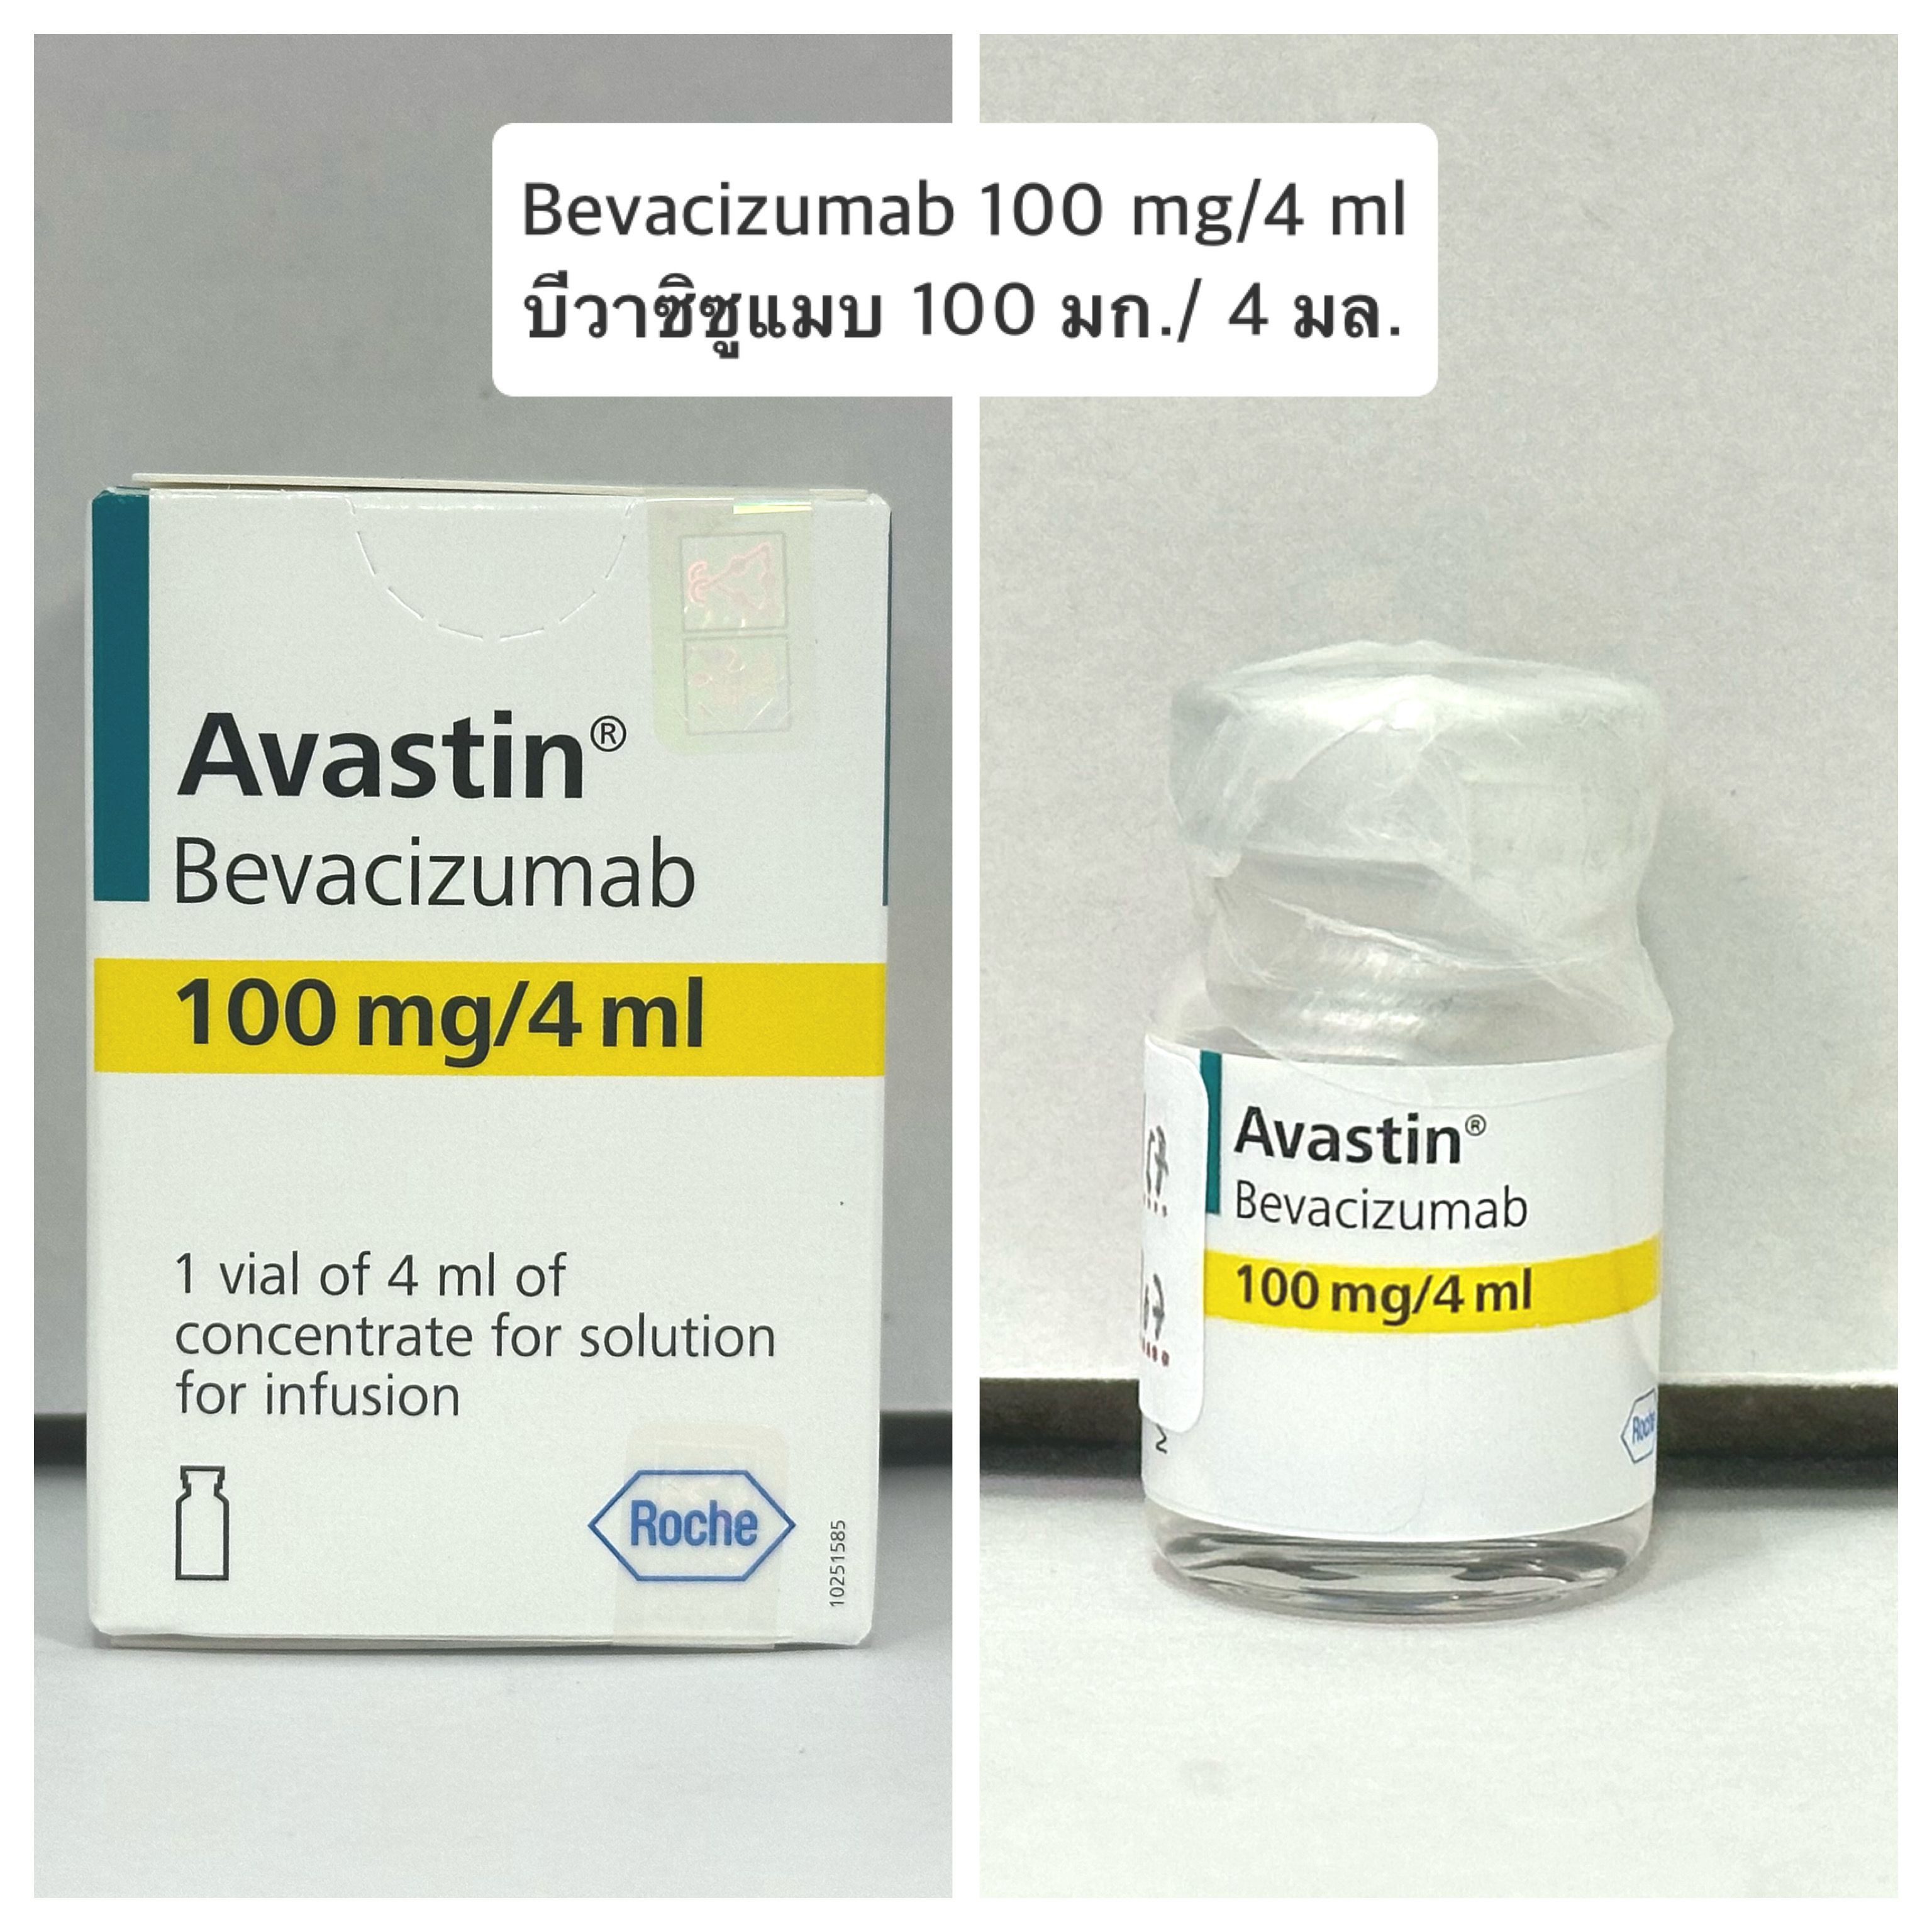 Bevacizumab 100 mg/4 ml
บีวาซิซูแมบ 100 มก./ 4 มล.
Avastin®
Bevacizumab
100 mg/4 ml
1 vial of 4 ml of
concentrate for solution
for infusion
Roche
10251585
Avastin®
Bevacizumab
100 mg/4 ml
Roche